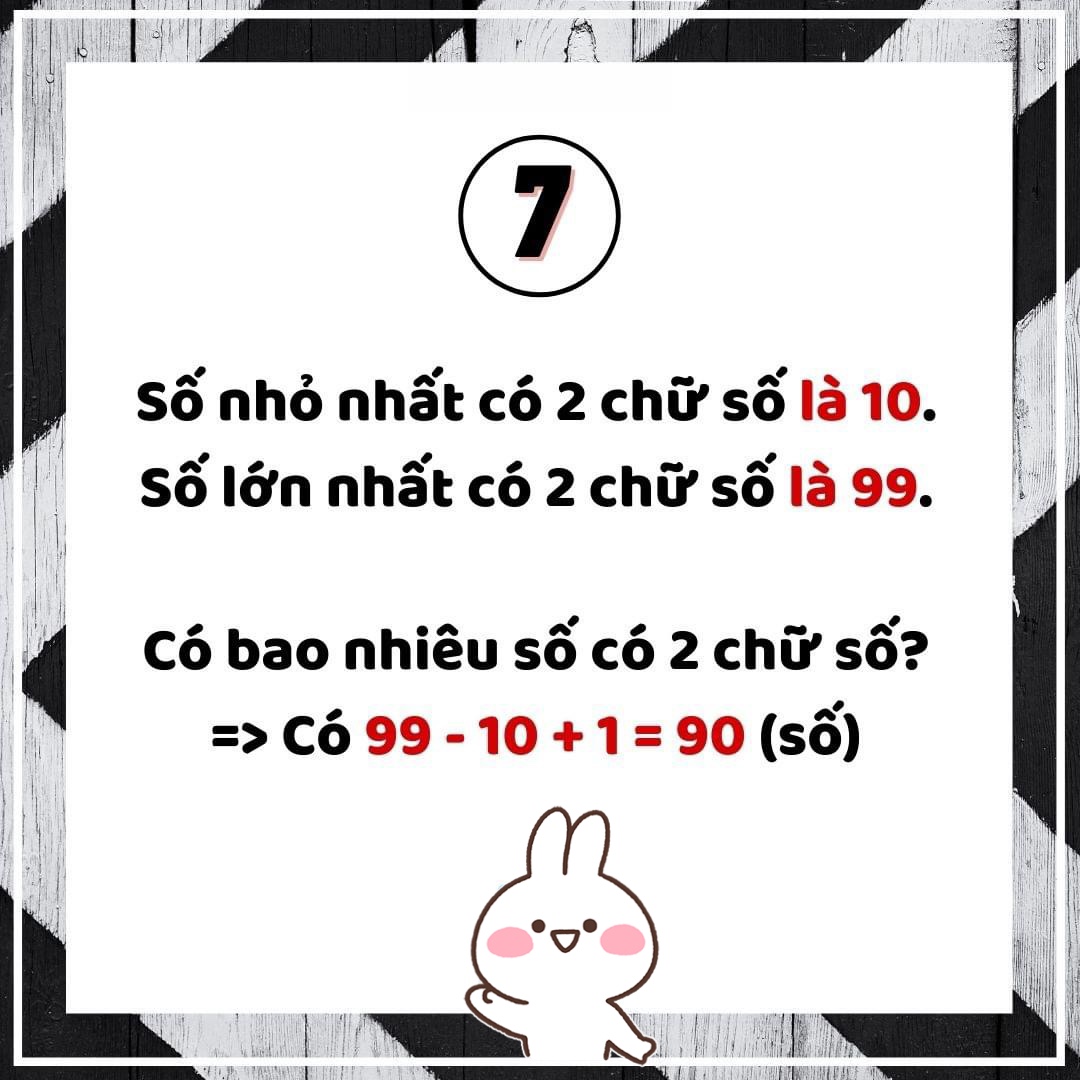 7
Số nhỏ nhất có 2 chữ số là 10.
Số lớn nhất có 2 chữ số là 99.
Có bao nhiêu số có 2 chữ số?
=> Có 99 - 10 + 1 = 90 (số)